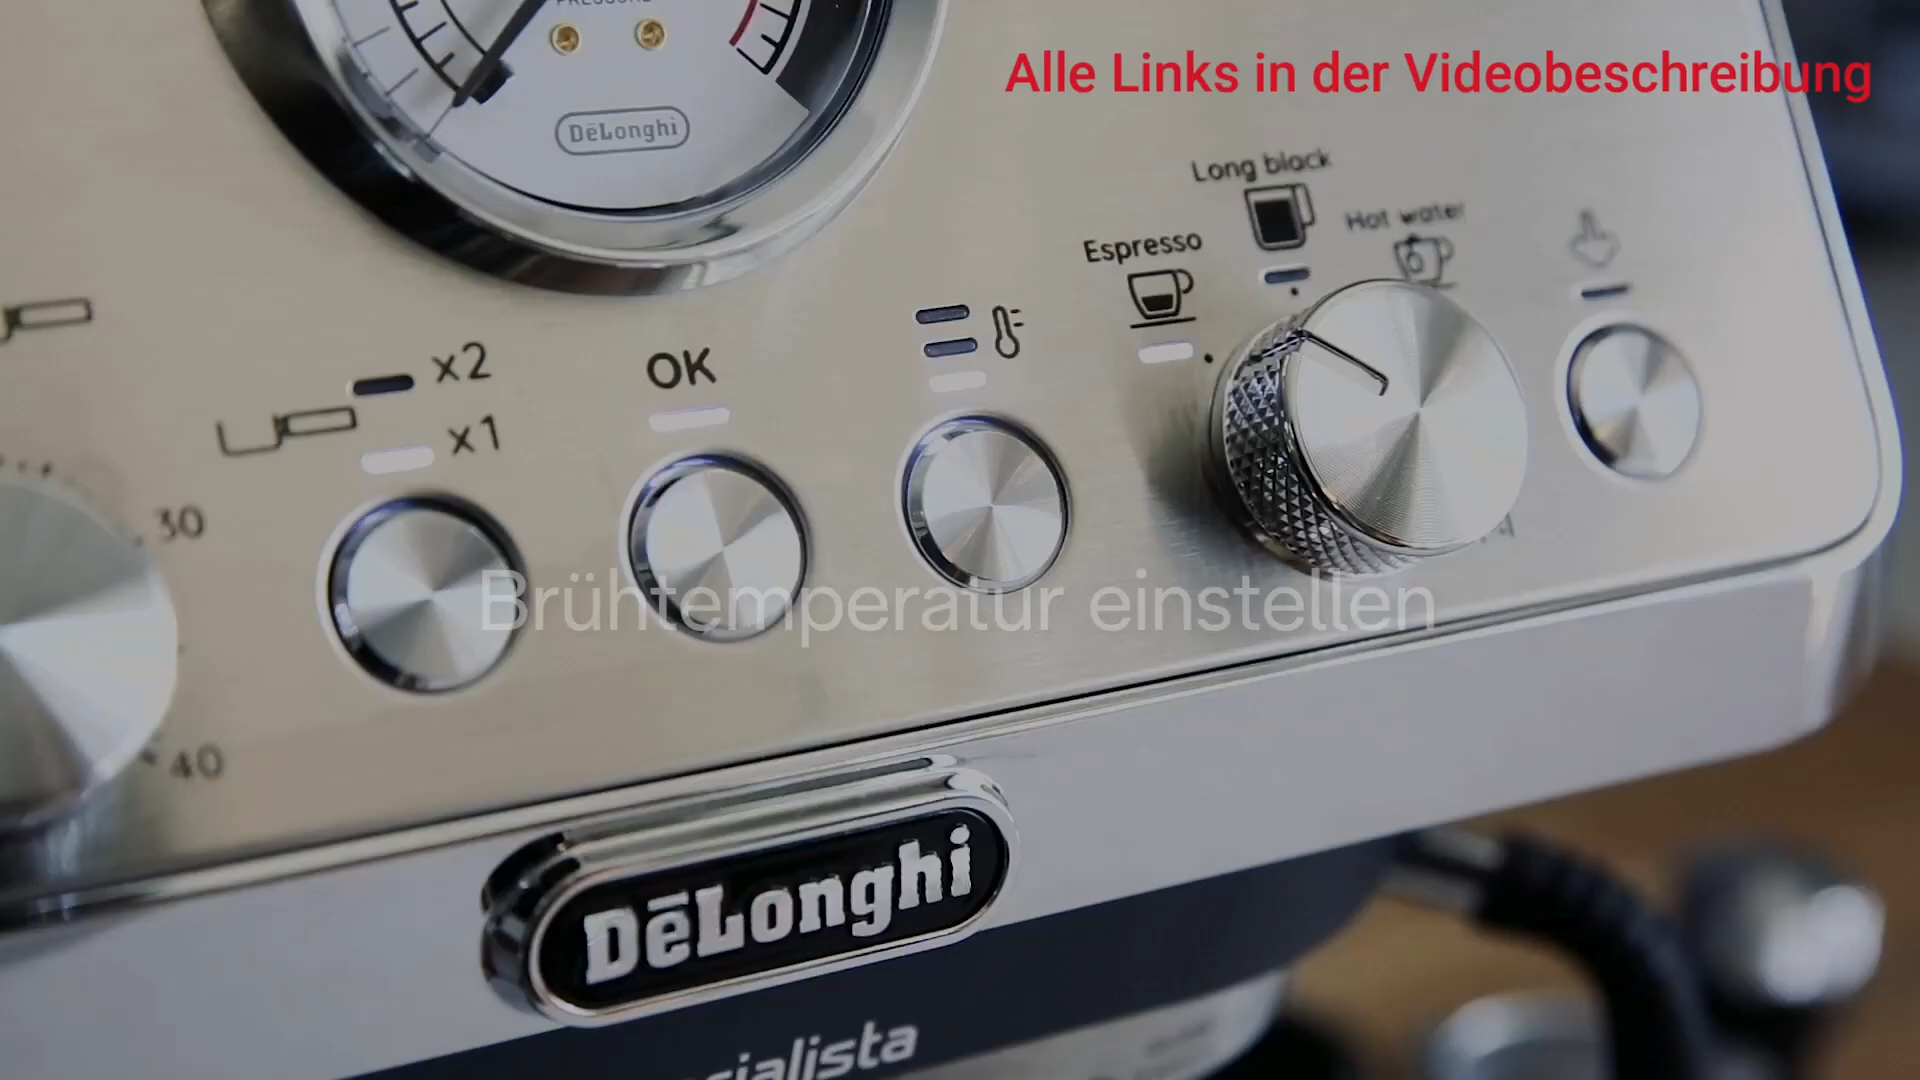 PRESSURE
DēLonghi
Alle Links in der Videobeschreibung
Long black
Hot water
Espresso
x2
OK
x1
30
Brühtemperatur einstellen
40
DēLonghi
cialista